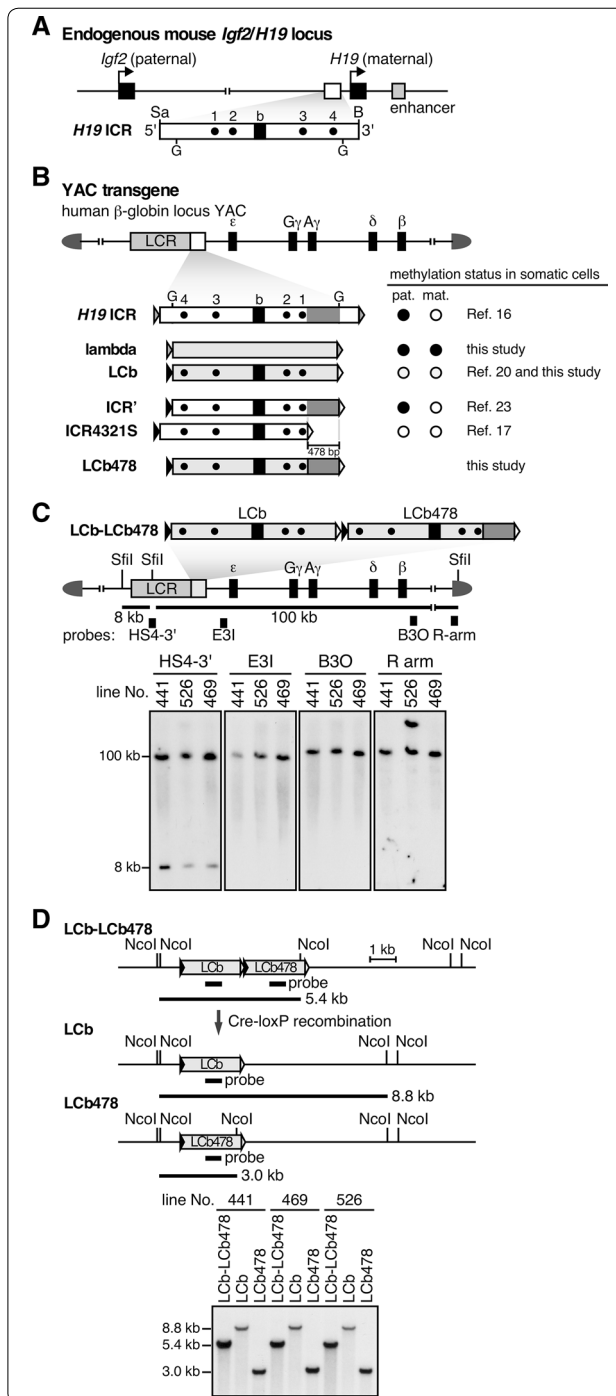 A Endogenous mouse Igf2/H19 locus
Igf2 (paternal) H19 (maternal)
enhancer
Sa 1 2 b 3 4 B
H19 ICR 5' 3'
G G
B YAC transgene
human β-globin locus YAC
ε Gγ Aγ δ β
LCR
methylation status in somatic cells
pat. mat.
G 4 3 b 2 1 G
H19 ICR Ref. 16
lambda this study
LCb Ref. 20 and this study
ICR' Ref. 23
ICR4321S Ref. 17
478 bp
LCb478 this study
C LCb LCb478
LCb-LCb478
SfiI SfiI ε Gγ Aγ δ β SfiI
LCR
8 kb 100 kb
probes: HS4-3' E3I B3O R-arm
HS4-3' E3I B3O R arm
line No. 441 526 469 441 526 469 441 526 469 441 526 469
100 kb
8 kb
D LCb-LCb478
NcoI NcoI NcoI 1 kb NcoI NcoI
LCb LCb478
probe
5.4 kb
Cre-loxP recombination
LCb
NcoI NcoI NcoI NcoI
LCb
probe
8.8 kb
LCb478
NcoI NcoI NcoI NcoI NcoI
LCb478
probe
3.0 kb
line No. 441 469 526
LCb-LCb478 LCb LCb478 LCb-LCb478 LCb LCb478 LCb-LCb478 LCb LCb478
8.8 kb
5.4 kb
3.0 kb